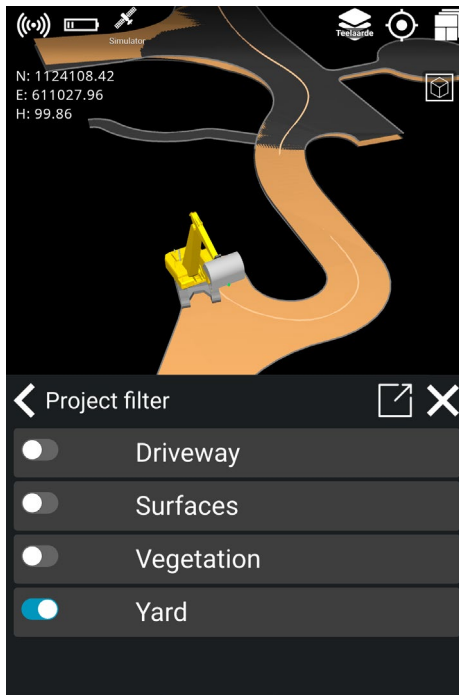 Simulator
Teelaarde
N: 1124108.42
E: 611027.96
H: 99.86
Project filter
Driveway
Surfaces
Vegetation
Yard